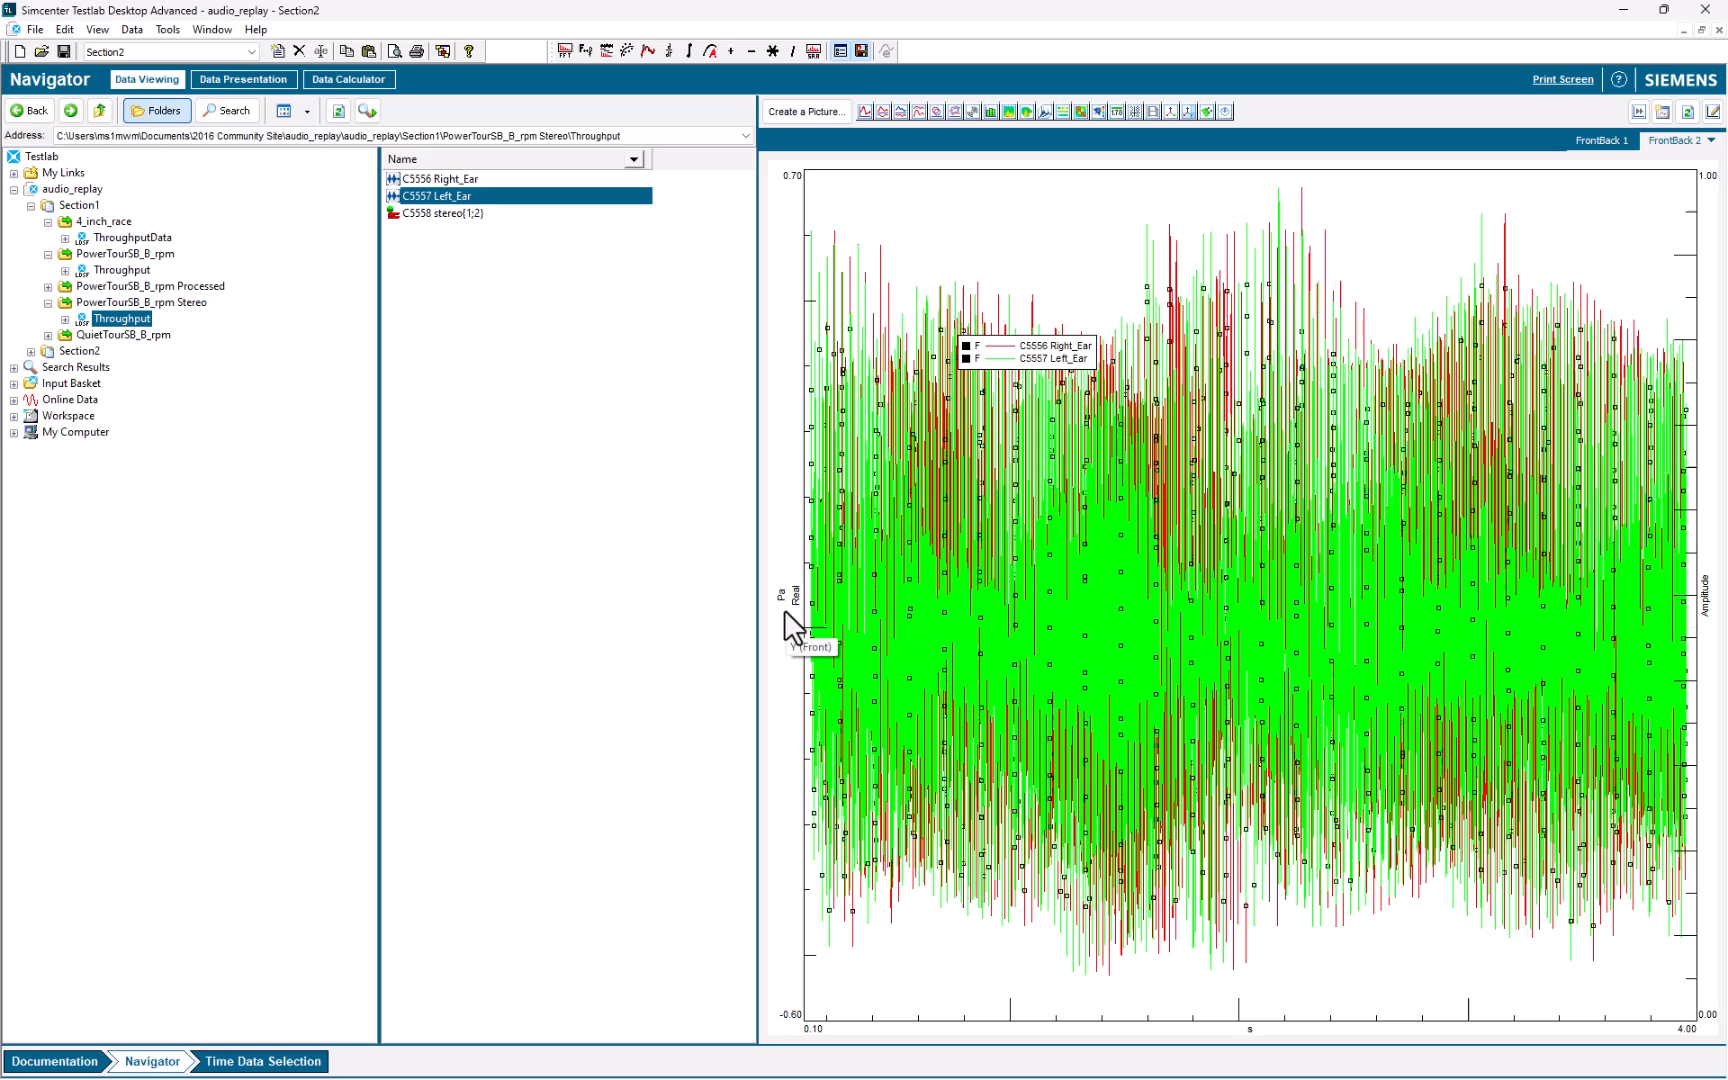 Simcenter Testlab Desktop Advanced - audio_replay - Section2
File Edit View Data Tools Window Help
Section2
Navigator Data Viewing Data Presentation Data Calculator Print Screen SIEMENS
Back Folders Search Create a Picture...
Address: C:\Users\ms1mwm\Documents\2016 Community Site\audio_replay\audio_replay\Section1\PowerTourSB_B_rpm Stereo\Throughput
FrontBack 1 FrontBack 2
Testlab
My Links
audio_replay
Section1
4_inch_race
ThroughputData
PowerTourSB_B_rpm
Throughput
PowerTourSB_B_rpm Processed
PowerTourSB_B_rpm Stereo
Throughput
QuietTourSB_B_rpm
Section2
Search Results
Input Basket
Online Data
Workspace
My Computer
Name
C5556 Right_Ear
C5557 Left_Ear
C5558 stereo{1;2}
0.70 1.00
F C5556 Right_Ear
F C5557 Left_Ear
Pa
Real
Y (Front)
Amplitude
-0.60 0.00
0.10 s 4.00
Documentation Navigator Time Data Selection